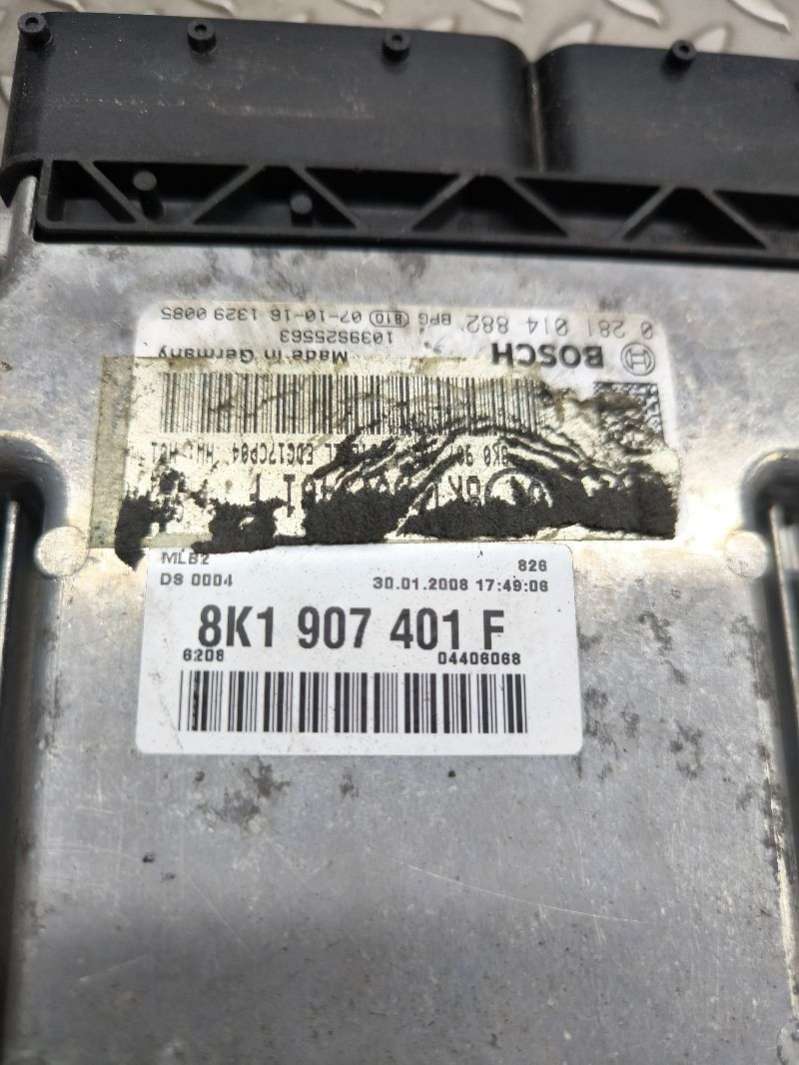 0 281 014 882 BPG B10 07-10-16 1329 0085
1039S25563
BOSCH
Made in Germany
EDC17CP04
MLB2
826
DS 0004
30.01.2008 17:49:06
8K1 907 401 F
6208
04406068